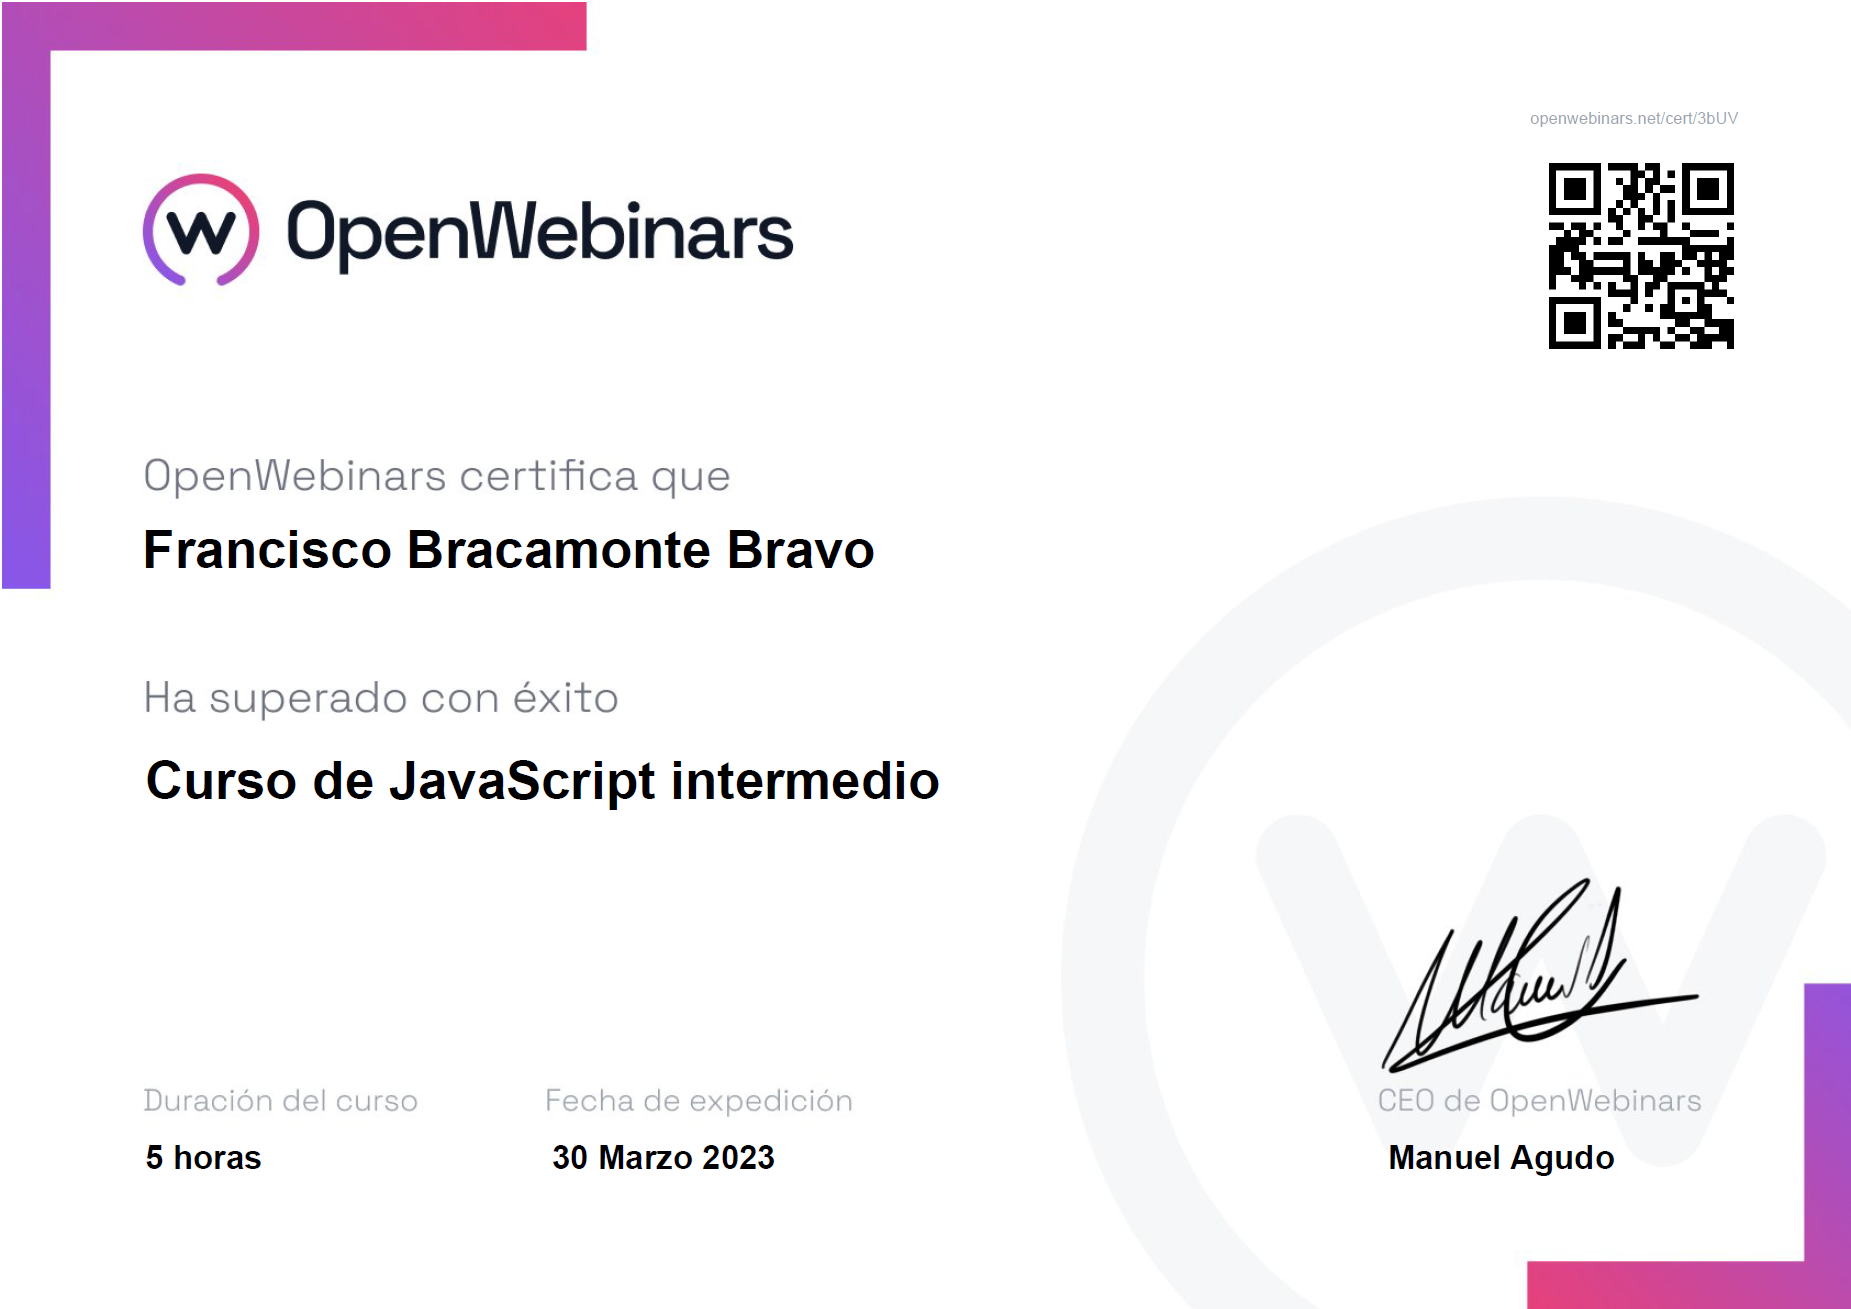 openwebinars.net/cert/3bUV
OpenWebinars
OpenWebinars certifica que
Francisco Bracamonte Bravo
Ha superado con éxito
Curso de JavaScript intermedio
Duración del curso
5 horas
Fecha de expedición
30 Marzo 2023
CEO de OpenWebinars
Manuel Agudo